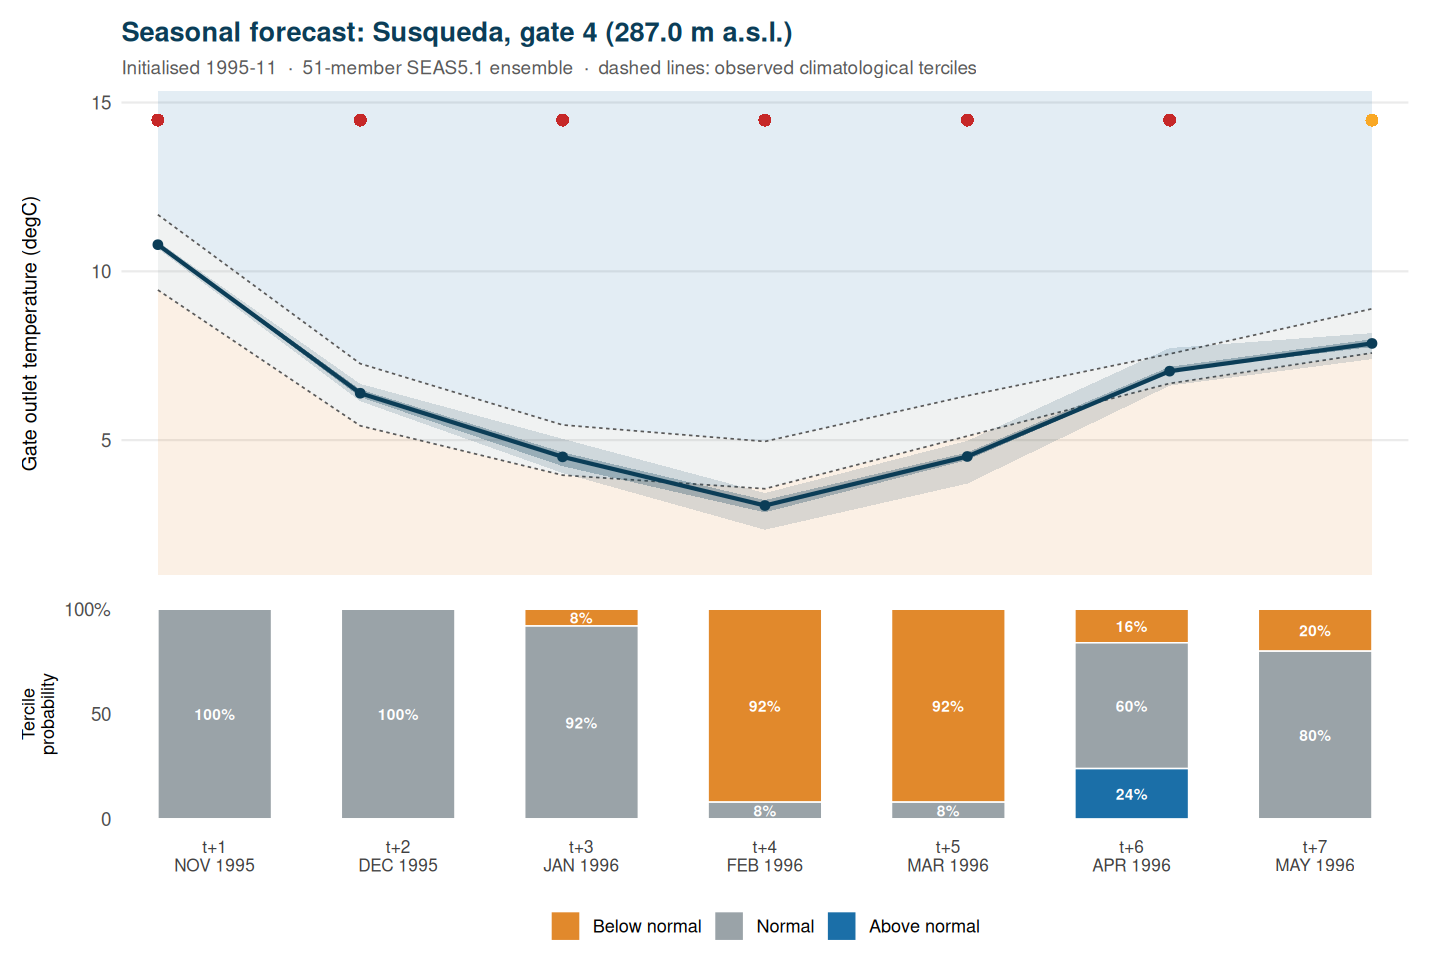 Seasonal forecast: Susqueda, gate 4 (287.0 m a.s.l.)
Initialised 1995-11 · 51-member SEAS5.1 ensemble · dashed lines: observed climatological terciles
Gate outlet temperature (degC)
15
10
5
Tercile
probability
100%
50
0
100%
100%
8%
92%
92%
8%
92%
8%
16%
60%
24%
20%
80%
t+1
NOV 1995
t+2
DEC 1995
t+3
JAN 1996
t+4
FEB 1996
t+5
MAR 1996
t+6
APR 1996
t+7
MAY 1996
Below normal
Normal
Above normal